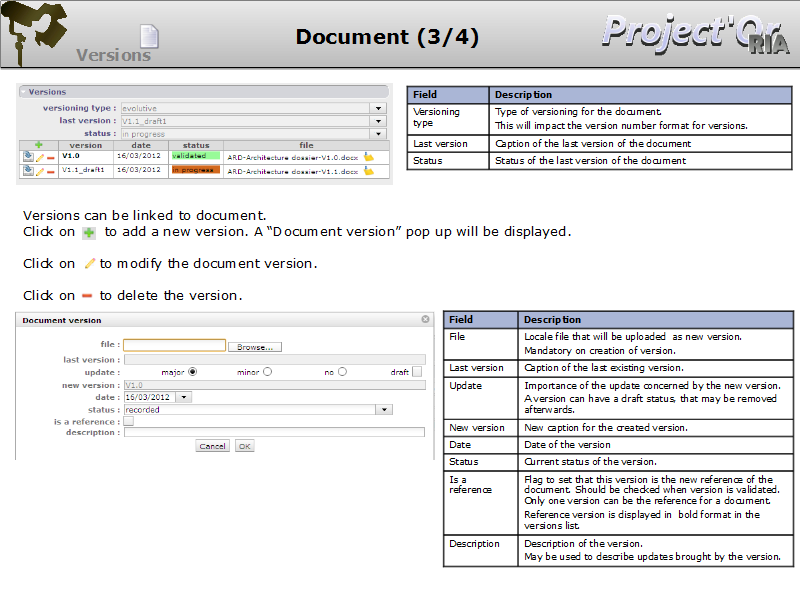 Versions
Document (3/4)
Project'Or
RIA
Versions
versioning type : evolutive
last version : V1.1_draft1
status : in progress
version date status file
V1.0 16/03/2012 validated ARD-Architecture dossier-V1.0.docx
V1.1_draft1 16/03/2012 in progress ARD-Architecture dossier-V1.1.docx
Field Description
Versioning type Type of versioning for the document.
This will impact the version number format for versions.
Last version Caption of the last version of the document
Status Status of the last version of the document
Versions can be linked to document.
Click on to add a new version. A “Document version” pop up will be displayed.
Click on to modify the document version.
Click on to delete the version.
Document version
file : Browse...
last version :
update : major minor no draft
new version : V1.0
date : 16/03/2012
status : recorded
is a reference :
description :
Cancel OK
Field Description
File Locale file that will be uploaded as new version.
Mandatory on creation of version.
Last version Caption of the last existing version.
Update Importance of the update concerned by the new version.
A version can have a draft status, that may be removed
afterwards.
New version New caption for the created version.
Date Date of the version
Status Current status of the version.
Is a
reference
Flag to set that this version is the new reference of the
document. Should be checked when version is validated.
Only one version can be the reference for a document.
Reference version is displayed in bold format in the
versions list.
Description Description of the version.
May be used to describe updates brought by the version.